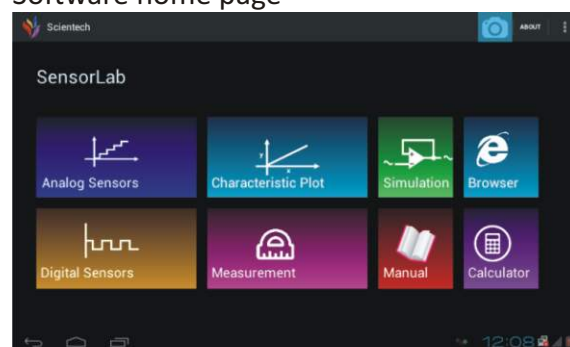 Software home page
Scientech
ABOUT
SensorLab
Analog Sensors
Characteristic Plot
Simulation
Browser
Digital Sensors
Measurement
Manual
Calculator
12:08